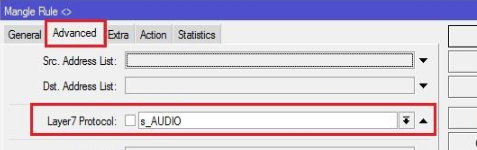 Mangle Rule <>
General Advanced Extra Action Statistics
Src. Address List:
Dst. Address List:
Layer7 Protocol: s_AUDIO